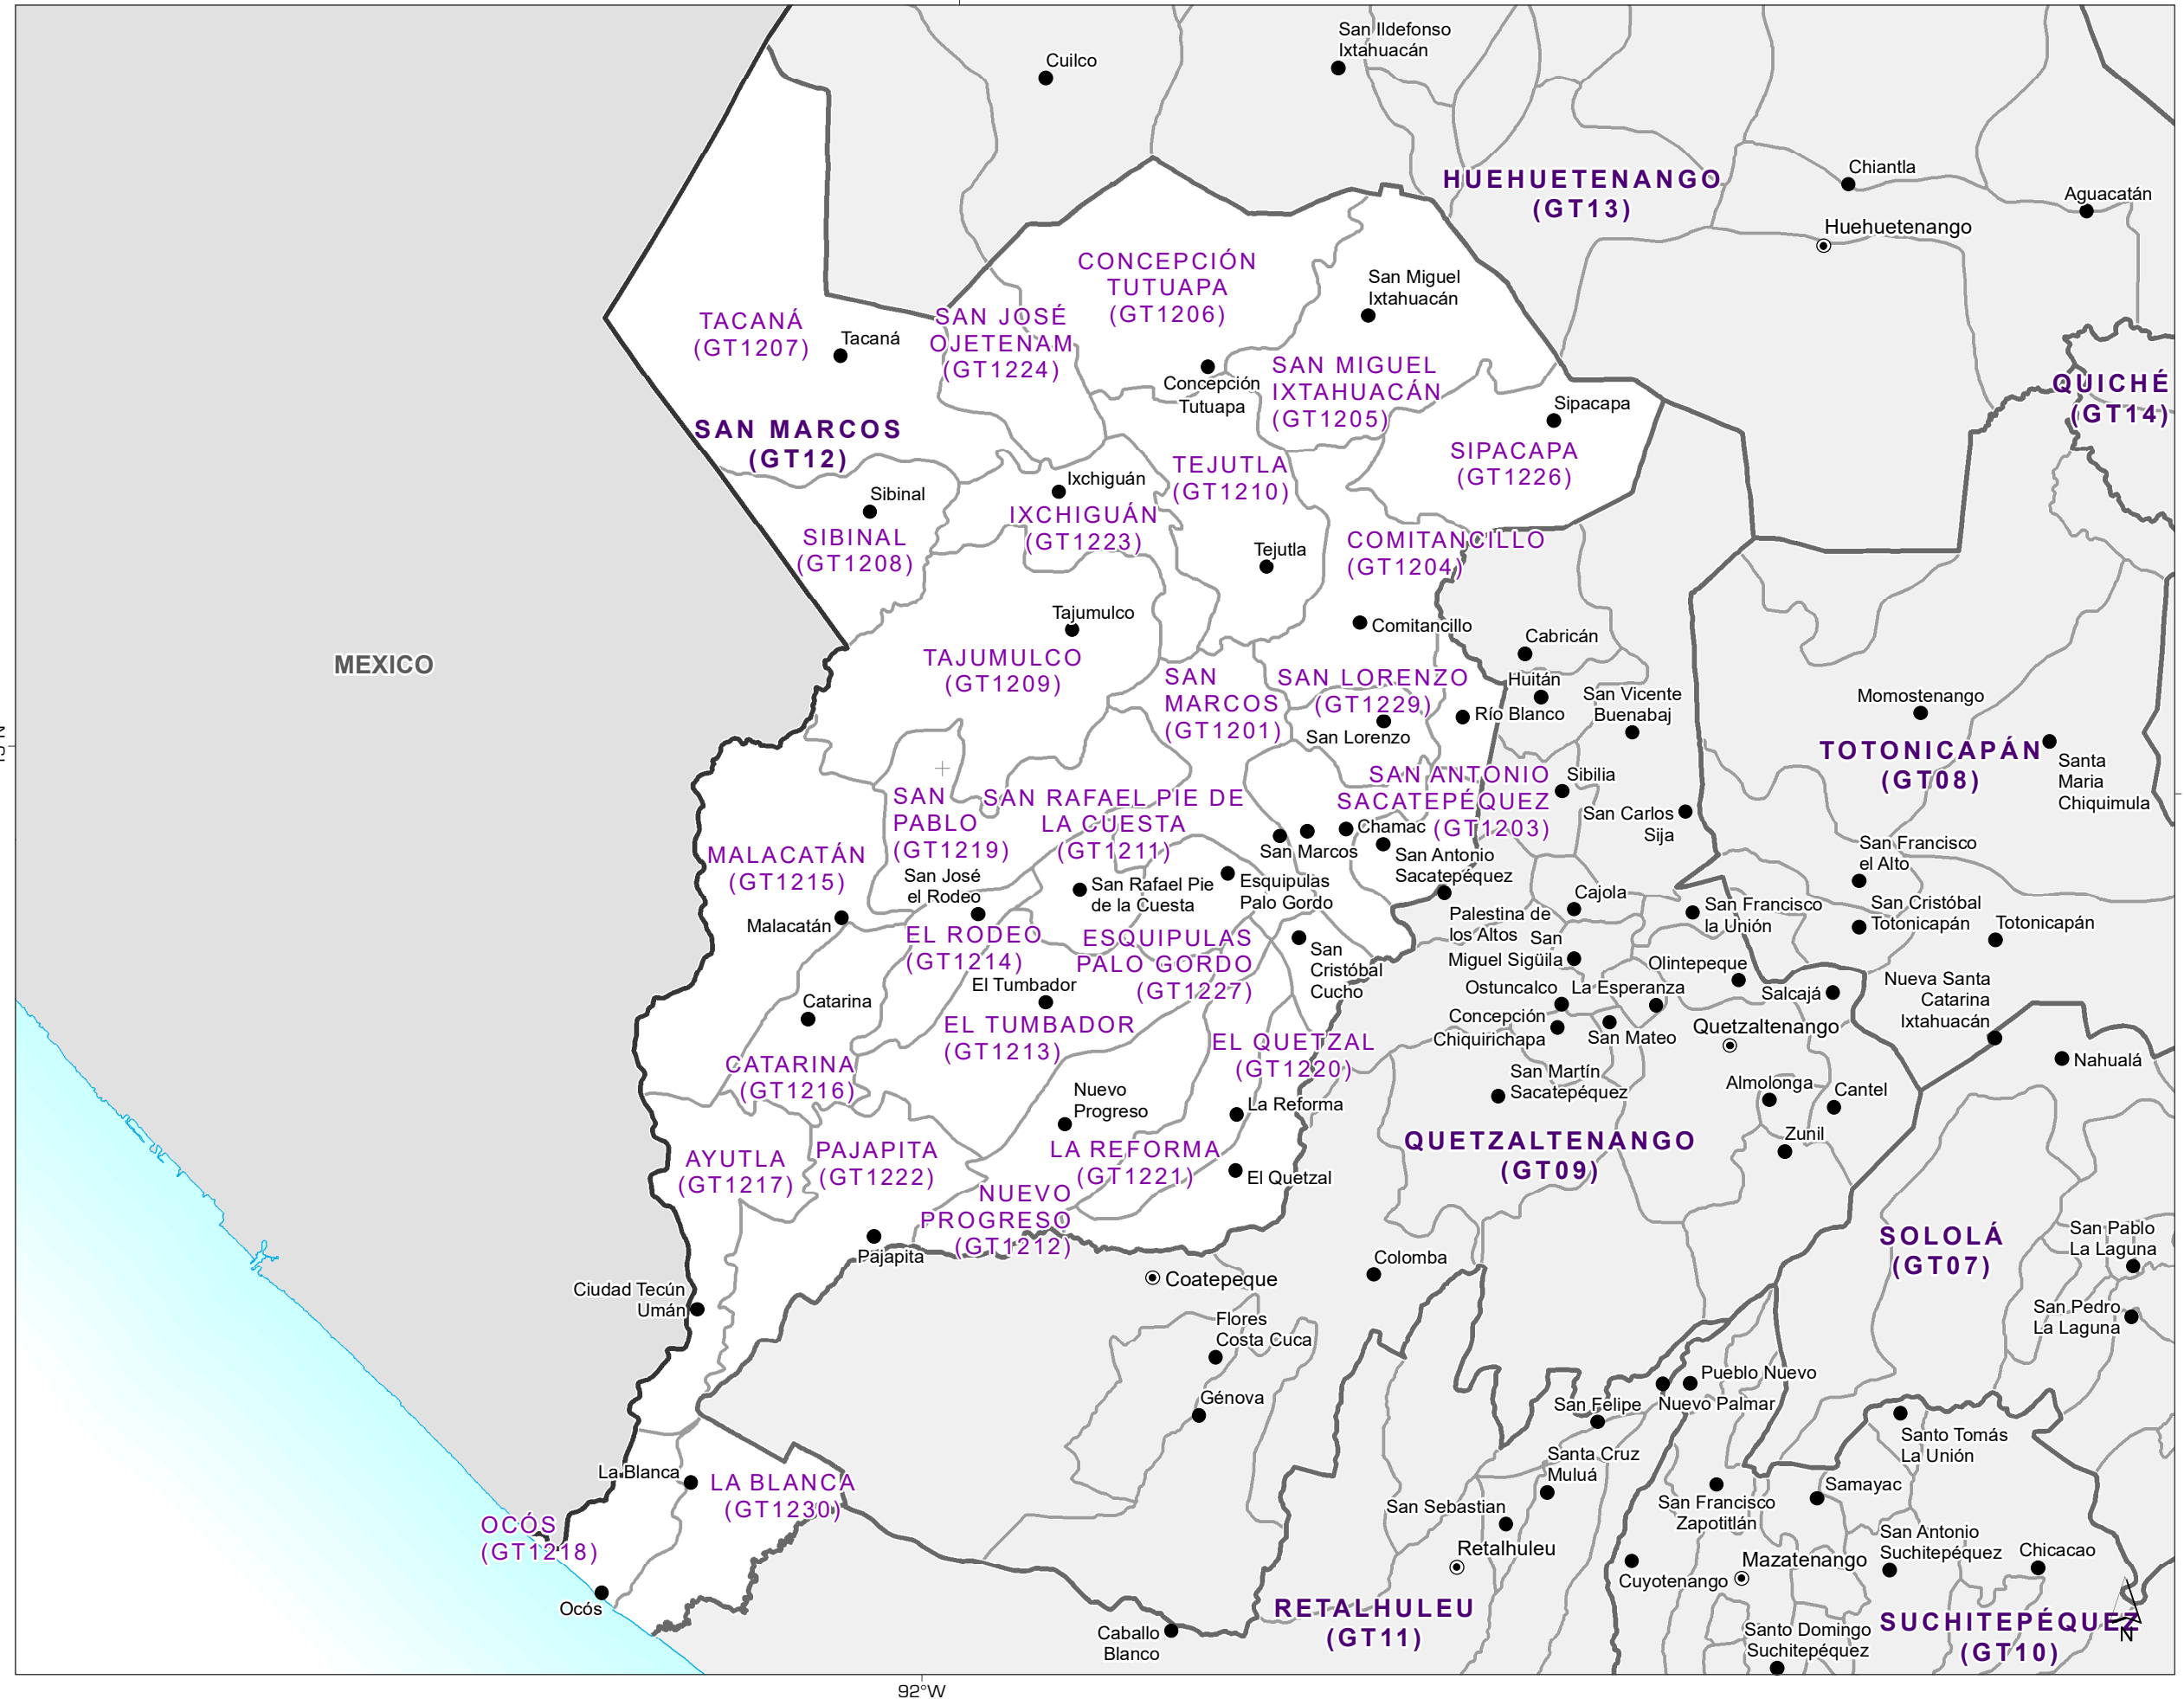 San Ildefonso
Ixtahuacán
Cuilco
HUEHUETENANGO
(GT13)
Chiantla
Aguacatán
Huehuetenango
CONCEPCIÓN
TUTUAPA
(GT1206)
San Miguel
Ixtahuacán
TACANÁ
(GT1207)
Tacaná
SAN JOSÉ
OJETENAM
(GT1224)
Concepción
Tutuapa
SAN MIGUEL
IXTAHUACÁN
(GT1205)
QUICHÉ
(GT14)
Sipacapa
SIPACAPA
(GT1226)
SAN MARCOS
(GT12)
TEJUTLA
(GT1210)
Ixchiguán
Sibinal
IXCHIGUÁN
(GT1223)
SIBINAL
(GT1208)
COMITANCILLO
(GT1204)
Tejutla
Tajumulco
Comitancillo
Cabricán
MEXICO
TAJUMULCO
(GT1209)
SAN
MARCOS
(GT1201)
SAN LORENZO
(GT1229)
Huitán
San Vicente
Buenabaj
Momostenango
Río Blanco
San Lorenzo
TOTONICAPÁN
(GT08)
Santa
Maria
Chiquimula
SAN ANTONIO
SACATEPÉQUEZ
(GT1203)
Sibilia
San Carlos
Sija
SAN
PABLO
(GT1219)
SAN RAFAEL PIE DE
LA CUESTA
(GT1211)
Chamac
San Marcos
San Antonio
Sacatepéquez
San Francisco
el Alto
MALACATÁN
(GT1215)
San José
el Rodeo
San Rafael Pie
de la Cuesta
Esquipulas
Palo Gordo
Cajola
San Francisco
la Unión
San Cristóbal
Totonicapán
Totonicapán
Malacatán
Palestina de
los Altos
EL RODEO
(GT1214)
ESQUIPULAS
PALO GORDO
(GT1227)
San
Cristóbal
Cucho
San
Miguel Sigüila
Olintepeque
Salcajá
Nueva Santa
Catarina
Ixtahuacán
El Tumbador
Ostuncalco
La Esperanza
Catarina
Concepción
Chiquirichapa
San Mateo
Quetzaltenango
EL TUMBADOR
(GT1213)
EL QUETZAL
(GT1220)
Nahualá
CATARINA
(GT1216)
San Martín
Sacatepéquez
Almolonga
Cantel
Nuevo
Progreso
La Reforma
Zunil
QUETZALTENANGO
(GT09)
AYUTLA
(GT1217)
PAJAPITA
(GT1222)
LA REFORMA
(GT1221)
El Quetzal
NUEVO
PROGRESO
(GT1212)
Pajapita
SOLOLÁ
(GT07)
San Pablo
La Laguna
Colomba
Coatepeque
Ciudad Tecún
Umán
Flores
Costa Cuca
San Pedro
La Laguna
Génova
Pueblo Nuevo
San Felipe
Nuevo Palmar
Santo Tomás
La Unión
Santa Cruz
Muluá
La Blanca
LA BLANCA
(GT1230)
Samayac
San Francisco
Zapotitlán
San Sebastian
OCÓS
(GT1218)
San Antonio
Suchitepéquez
Chicacao
Retalhuleu
Mazatenango
Cuyotenango
Ocós
RETALHULEU
(GT11)
SUCHITEPÉQUEZ
(GT10)
N
Caballo
Blanco
Santo Domingo
Suchitepéquez
92°W